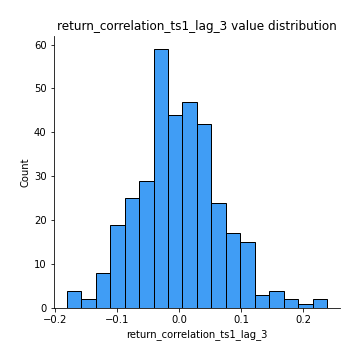 return_correlation_ts1_lag_3 value distribution
60
50
40
30
20
10
0
Count
−0.2 −0.1 0.0 0.1 0.2
return_correlation_ts1_lag_3